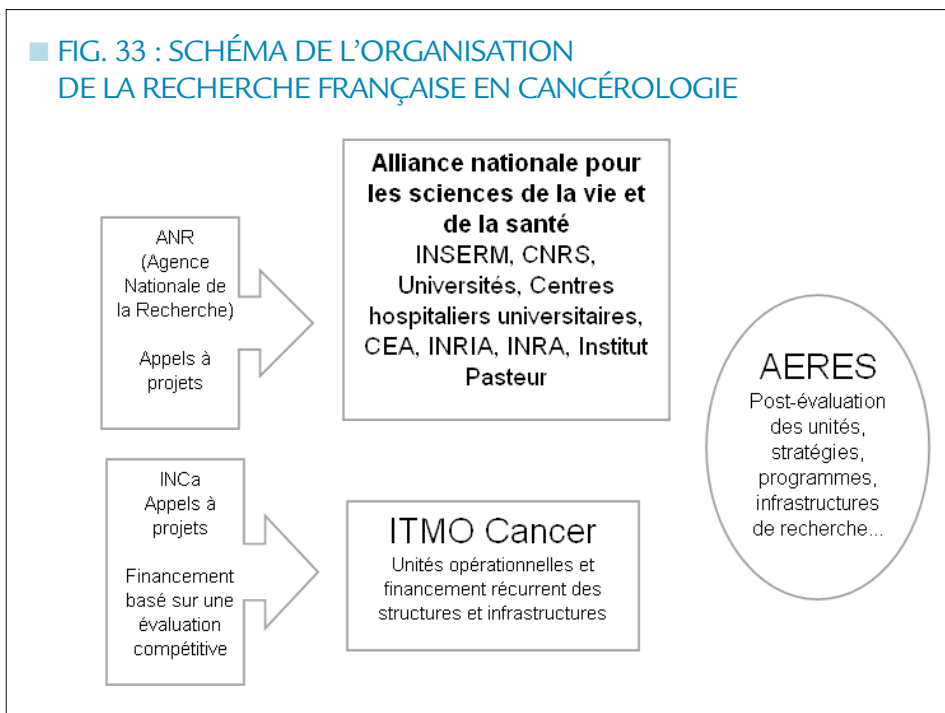 FIG. 33 : SCHÉMA DE L'ORGANISATION
DE LA RECHERCHE FRANÇAISE EN CANCÉROLOGIE
ANR
(Agence
Nationale de
la Recherche)
Appels à
projets
Alliance nationale pour
les sciences de la vie et
de la santé
INSERM, CNRS,
Universités, Centres
hospitaliers universitaires,
CEA, INRIA, INRA, Institut
Pasteur
AERES
Post-évaluation
des unités,
stratégies,
programmes,
infrastructures
de recherche...
INCa
Appels à
projets
Financement
basé sur une
évaluation
compétitive
ITMO Cancer
Unités opérationnelles et
financement récurrent des
structures et infrastructures